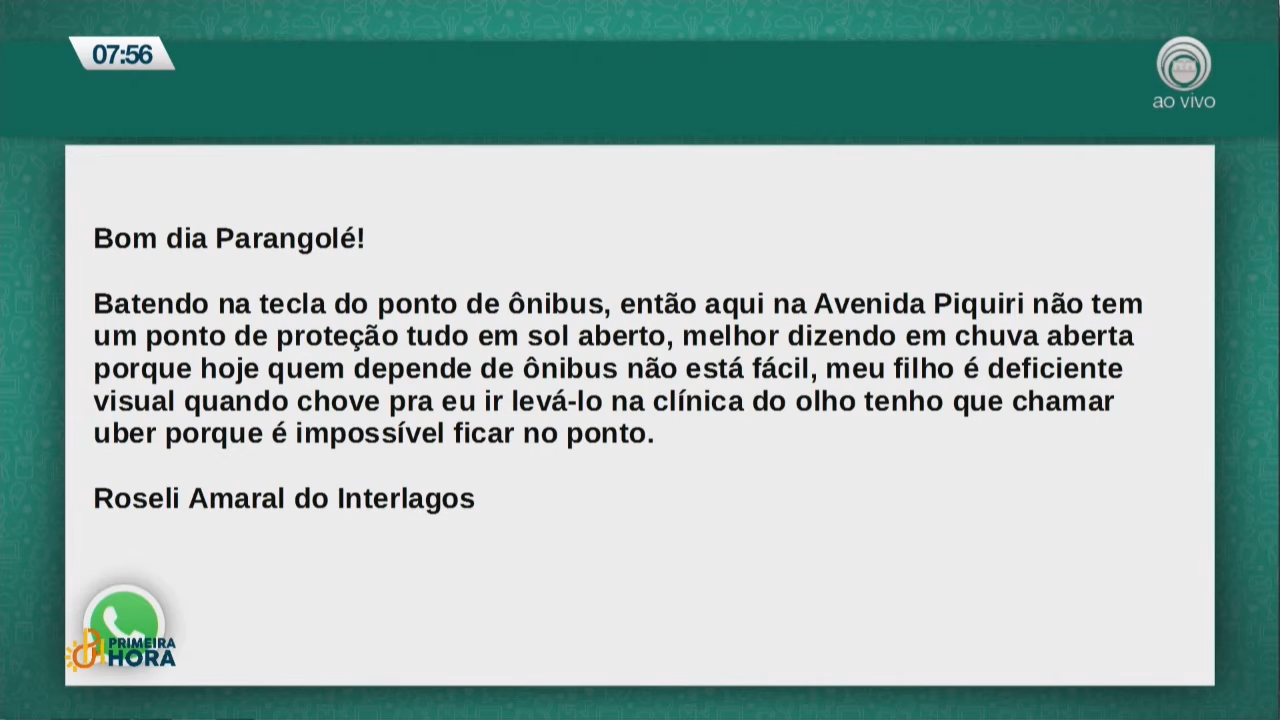 07:56
ao vivo
Bom dia Parangolé!
Batendo na tecla do ponto de ônibus, então aqui na Avenida Piquiri não tem
um ponto de proteção tudo em sol aberto, melhor dizendo em chuva aberta
porque hoje quem depende de ônibus não está fácil, meu filho é deficiente
visual quando chove pra eu ir levá-lo na clínica do olho tenho que chamar
uber porque é impossível ficar no ponto.
Roseli Amaral do Interlagos
PRIMEIRA
HORA